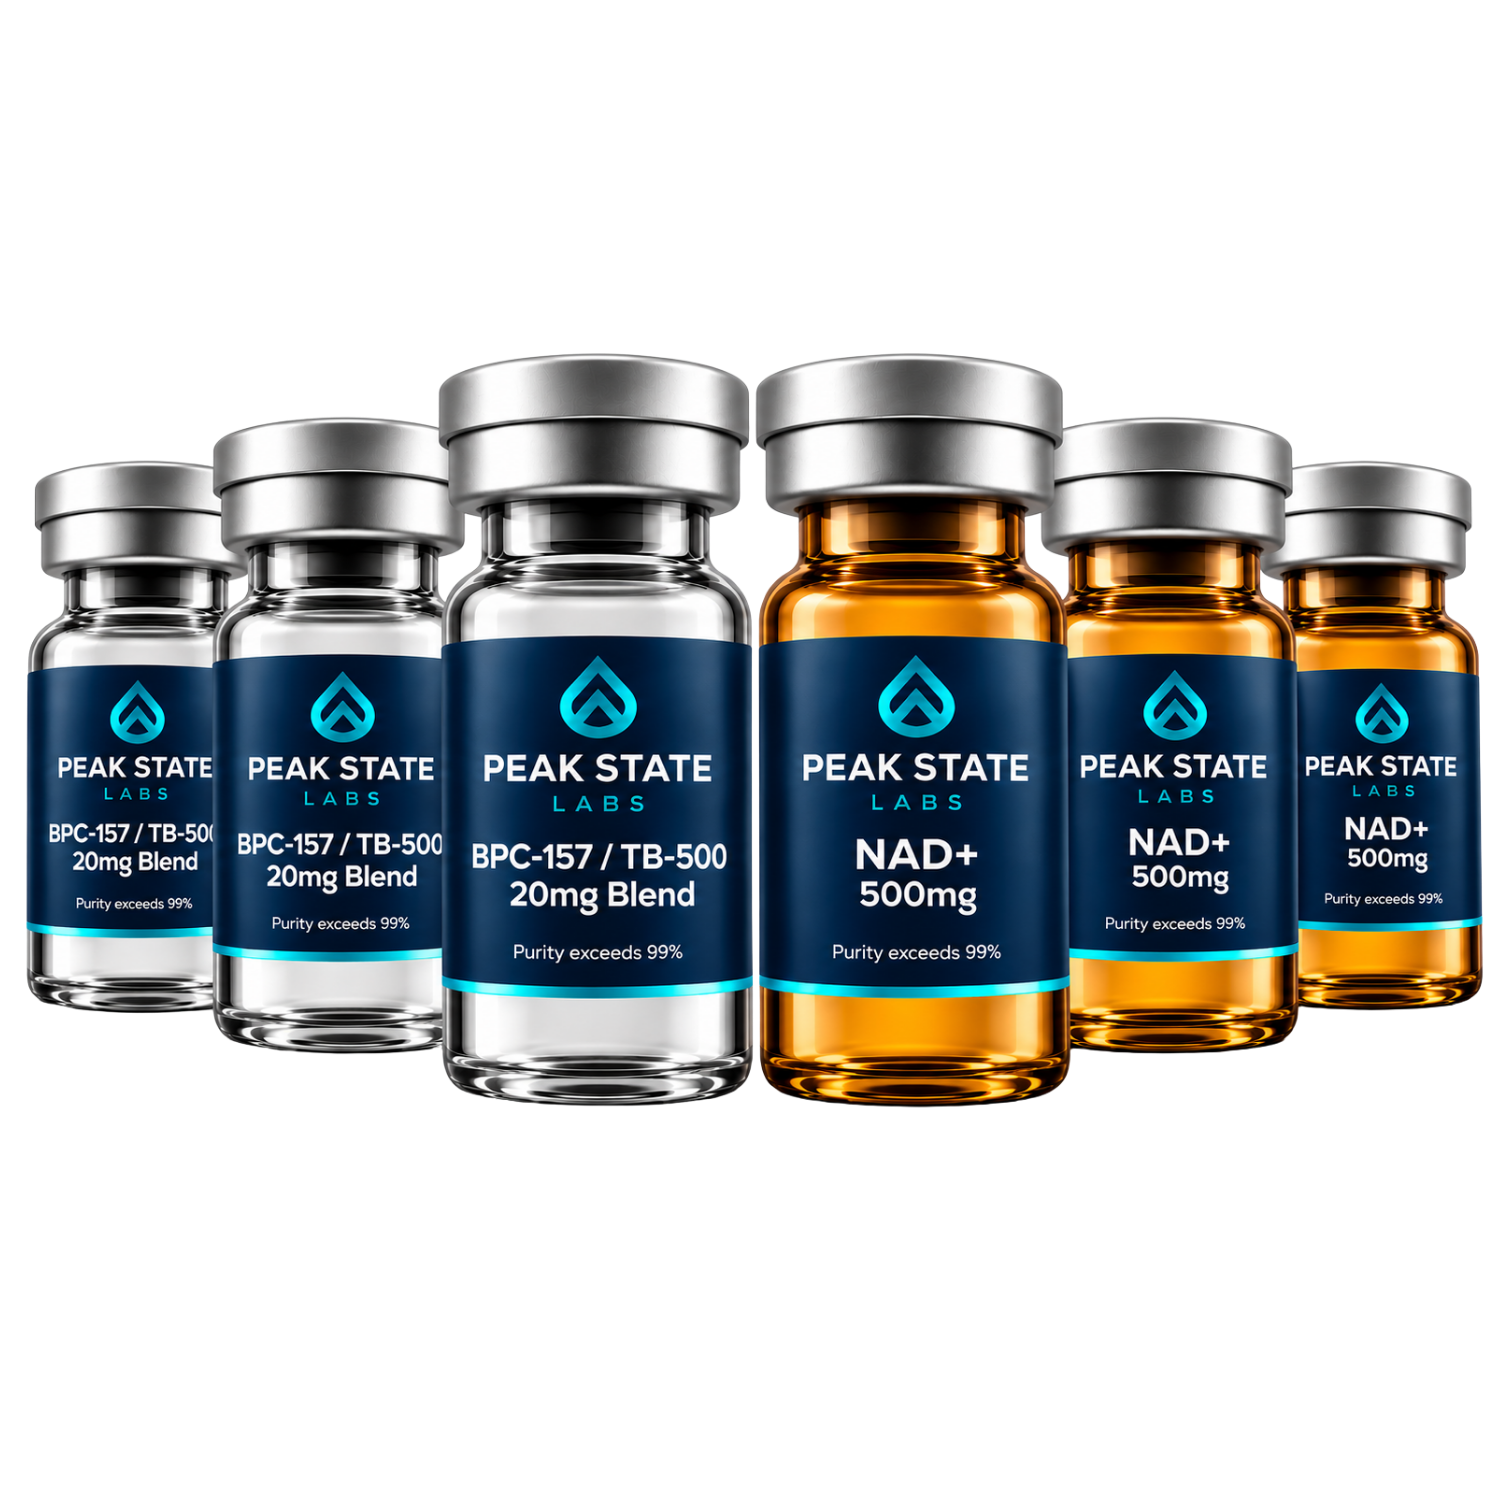 PEAK STATE
LABS
BPC-157 / TB-500
20mg Blend
Purity exceeds 99%
PEAK STATE
LABS
BPC-157 / TB-500
20mg Blend
Purity exceeds 99%
PEAK STATE
LABS
BPC-157 / TB-500
20mg Blend
Purity exceeds 99%
PEAK STATE
LABS
NAD+
500mg
Purity exceeds 99%
PEAK STATE
LABS
NAD+
500mg
Purity exceeds 99%
PEAK STATE
LABS
NAD+
500mg
Purity exceeds 99%